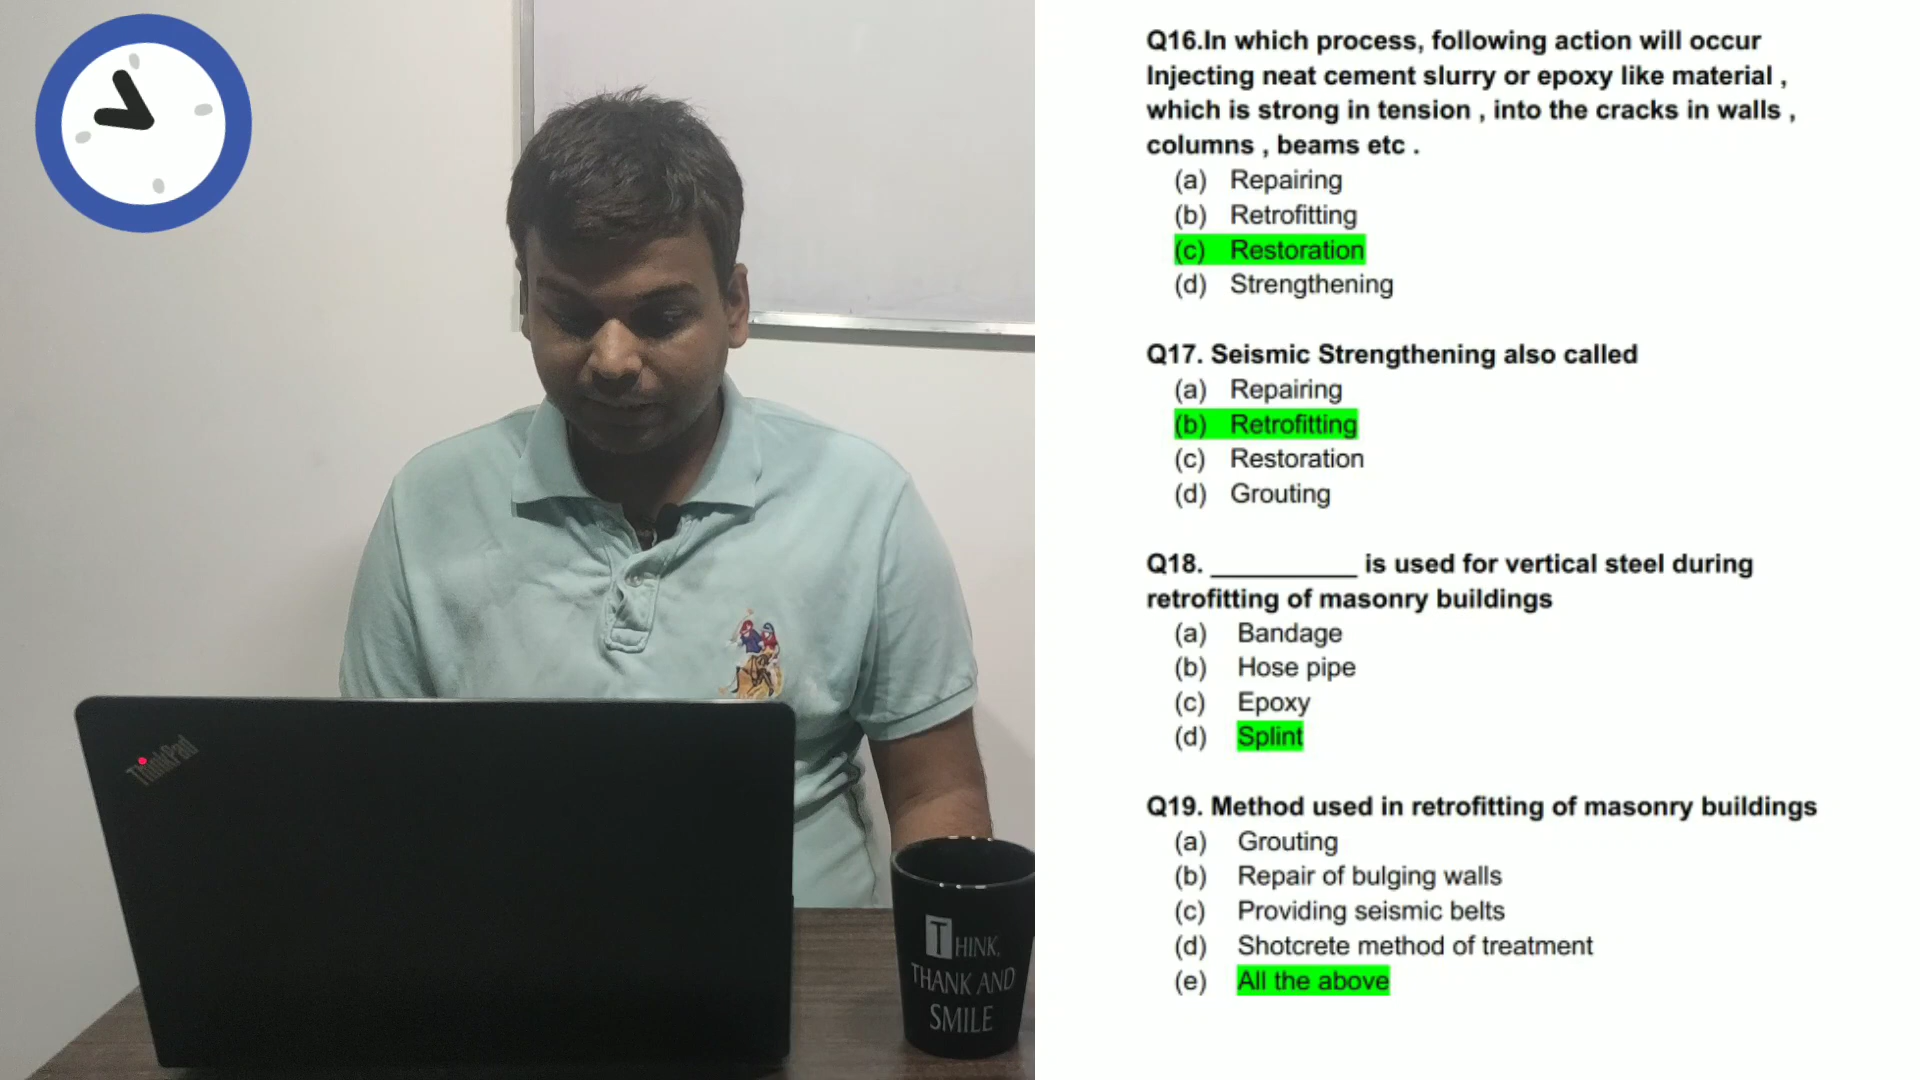 ThinkPad
THINK,
THANK AND
SMILE
Q16.In which process, following action will occur
Injecting neat cement slurry or epoxy like material ,
which is strong in tension , into the cracks in walls ,
columns , beams etc .
(a) Repairing
(b) Retrofitting
(c) Restoration
(d) Strengthening
Q17. Seismic Strengthening also called
(a) Repairing
(b) Retrofitting
(c) Restoration
(d) Grouting
Q18. __________ is used for vertical steel during
retrofitting of masonry buildings
(a) Bandage
(b) Hose pipe
(c) Epoxy
(d) Splint
Q19. Method used in retrofitting of masonry buildings
(a) Grouting
(b) Repair of bulging walls
(c) Providing seismic belts
(d) Shotcrete method of treatment
(e) All the above